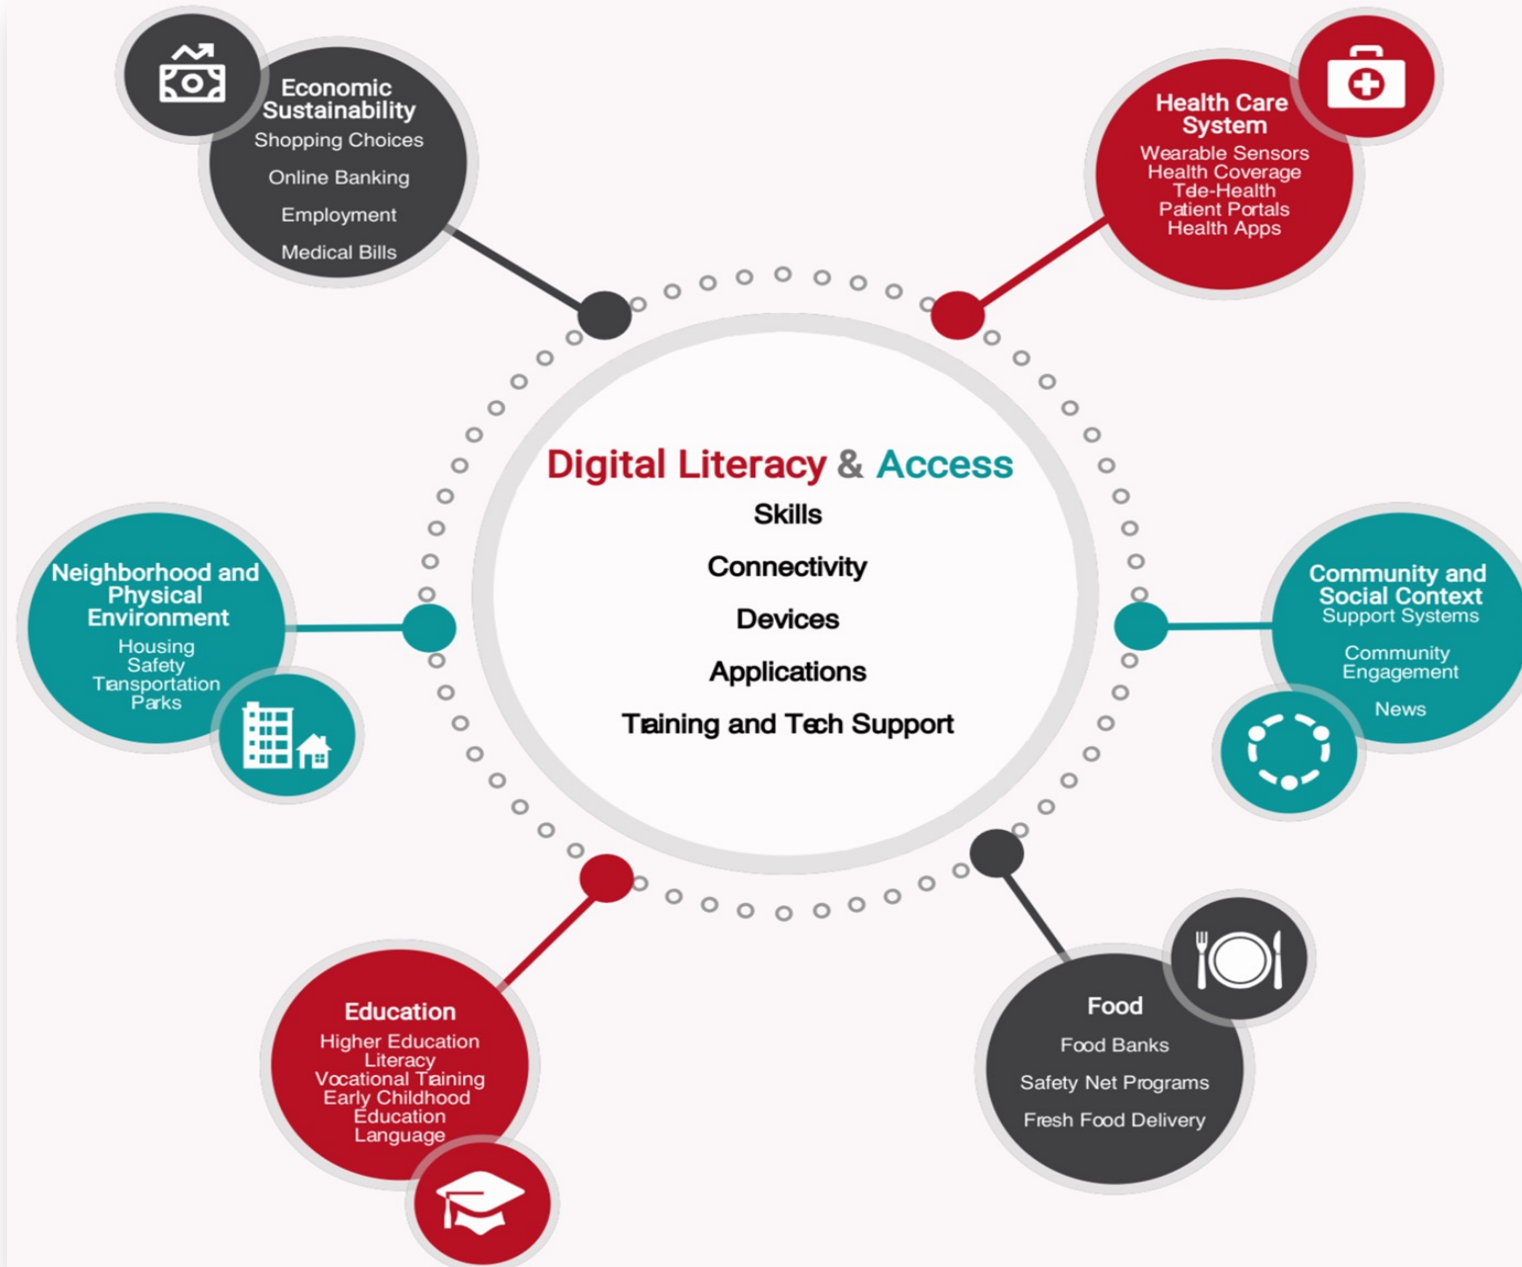 Economic
Sustainability
Shopping Choices
Online Banking
Employment
Medical Bills
Health Care
System
Wearable Sensors
Health Coverage
Tele-Health
Patient Portals
Health Apps
Digital Literacy & Access
Skills
Connectivity
Devices
Applications
Training and Tech Support
Neighborhood and
Physical
Environment
Housing
Safety
Transportation
Parks
Community and
Social Context
Support Systems
Community
Engagement
News
Education
Higher Education
Literacy
Vocational Training
Early Childhood
Education
Language
Food
Food Banks
Safety Net Programs
Fresh Food Delivery